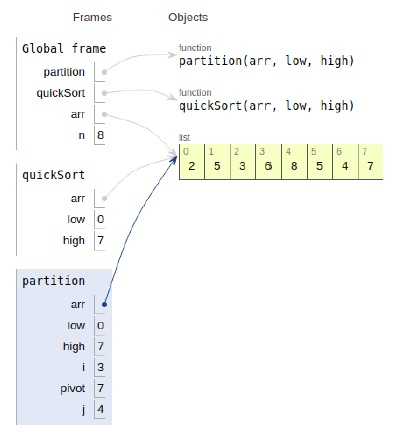 Frames Objects
Global frame
partition
quickSort
arr
n 8
function
partition(arr, low, high)
function
quickSort(arr, low, high)
list
0 1 2 3 4 5 6 7
2 5 3 6 8 5 4 7
quickSort
arr
low 0
high 7
partition
arr
low 0
high 7
i 3
pivot 7
j 4